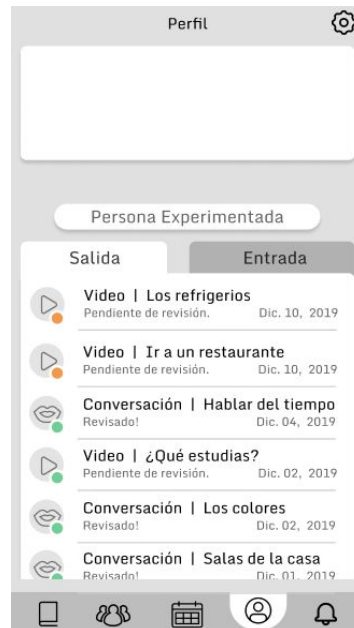 Perfil
Persona Experimentada
Salida Entrada
Video | Los refrigerios
Pendiente de revisión. Dic. 10, 2019
Video | Ir a un restaurante
Pendiente de revisión. Dic. 10, 2019
Conversación | Hablar del tiempo
Revisado! Dic. 04, 2019
Video | ¿Qué estudias?
Pendiente de revisión. Dic. 02, 2019
Conversación | Los colores
Revisado! Dic. 02, 2019
Conversación | Salas de la casa
Revisado! Dic. 01, 2019